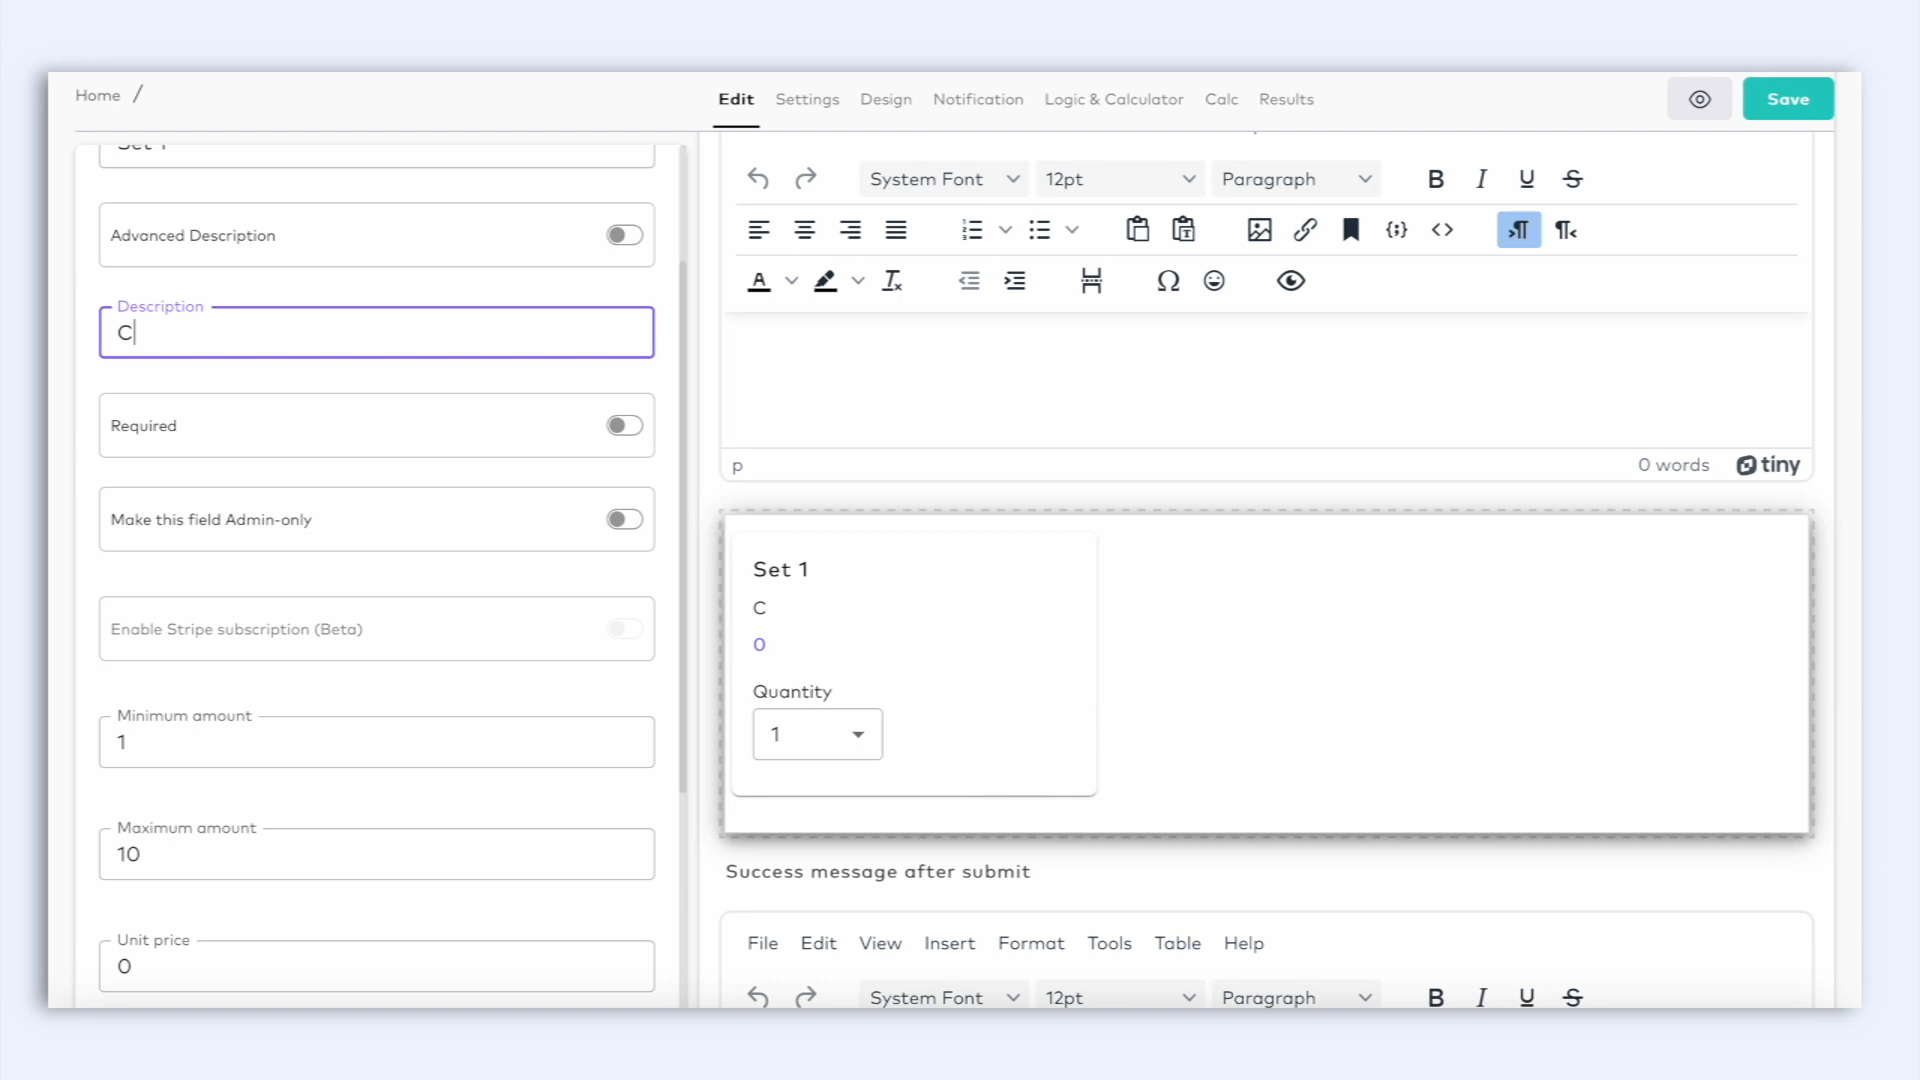 Home /
Edit Settings Design Notification Logic & Calculator Calc Results
Save
Set 1
Advanced Description
Description
C
Required
Make this field Admin-only
Enable Stripe subscription (Beta)
Minimum amount
1
Maximum amount
10
Unit price
0
System Font 12pt Paragraph B I U S
p
0 words tiny
Set 1
C
0
Quantity
1
Success message after submit
File Edit View Insert Format Tools Table Help
System Font 12pt Paragraph B I U S